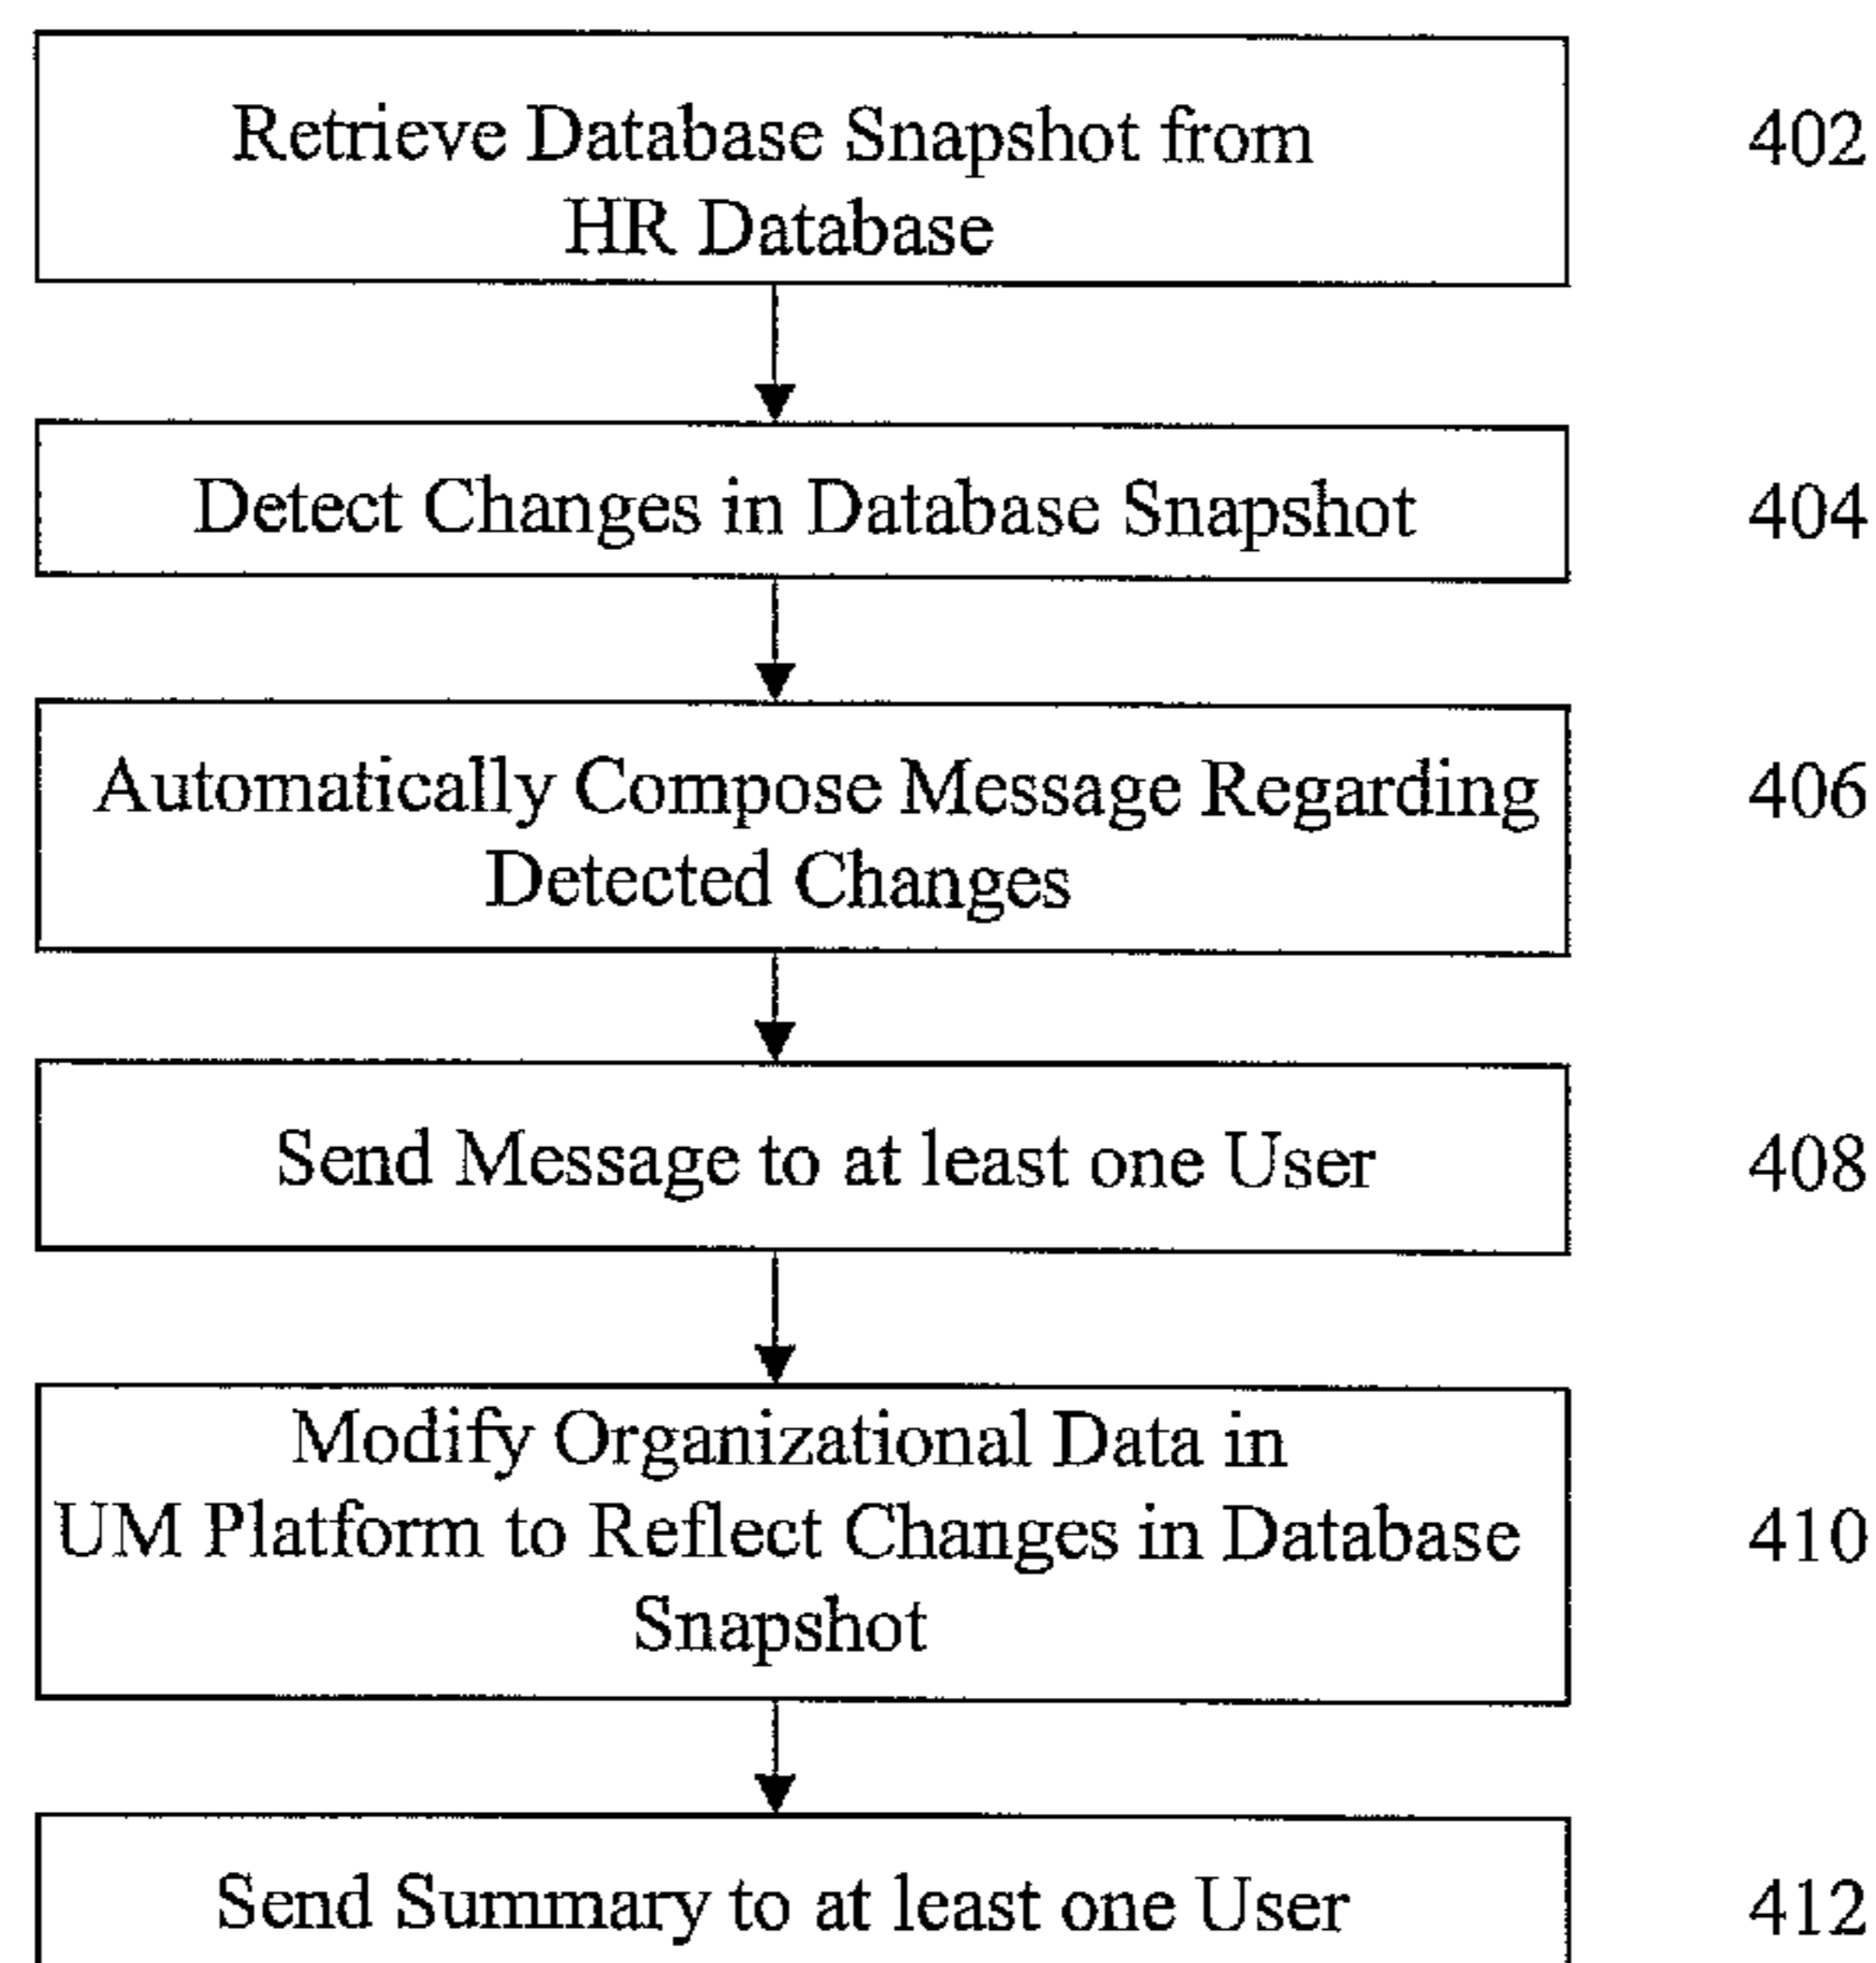 Retrieve Database Snapshot from
HR Database
402
Detect Changes in Database Snapshot
404
Automatically Compose Message Regarding
Detected Changes
406
Send Message to at least one User
408
Modify Organizational Data in
UM Platform to Reflect Changes in Database
Snapshot
410
Send Summary to at least one User
412